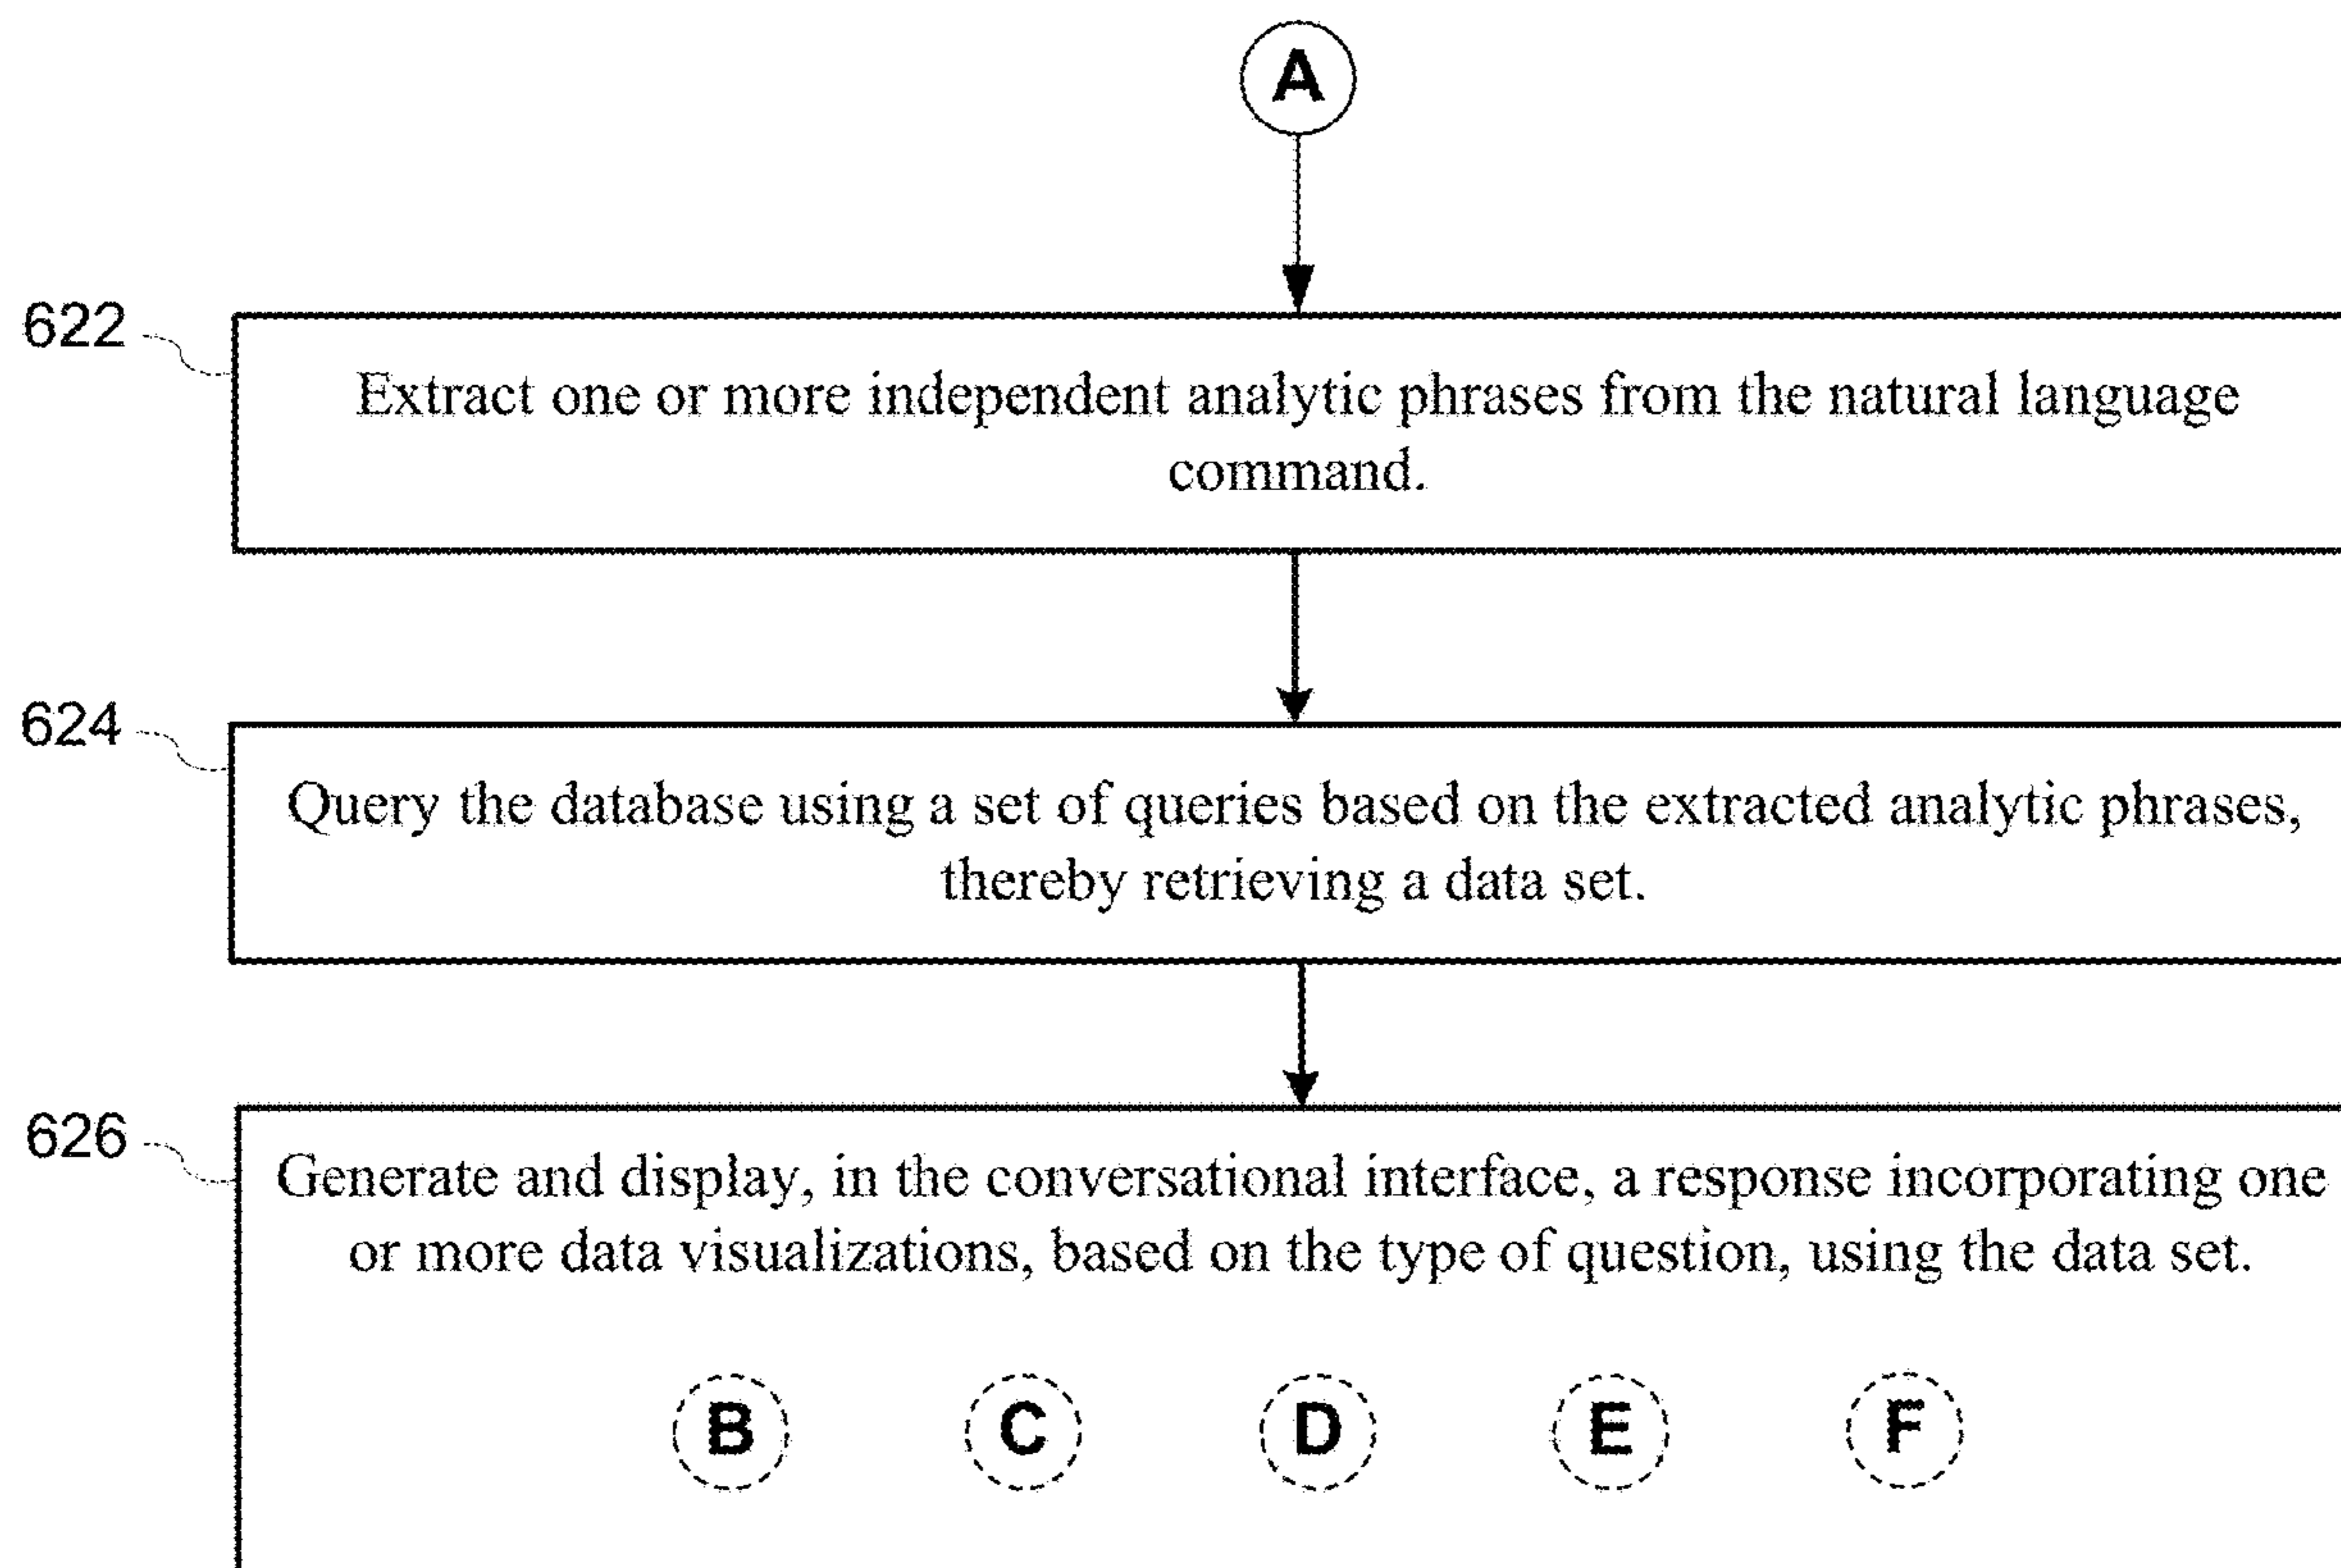 A
622
Extract one or more independent analytic phrases from the natural language
command.
624
Query the database using a set of queries based on the extracted analytic phrases,
thereby retrieving a data set.
626
Generate and display, in the conversational interface, a response incorporating one
or more data visualizations, based on the type of question, using the data set.
B C D E F